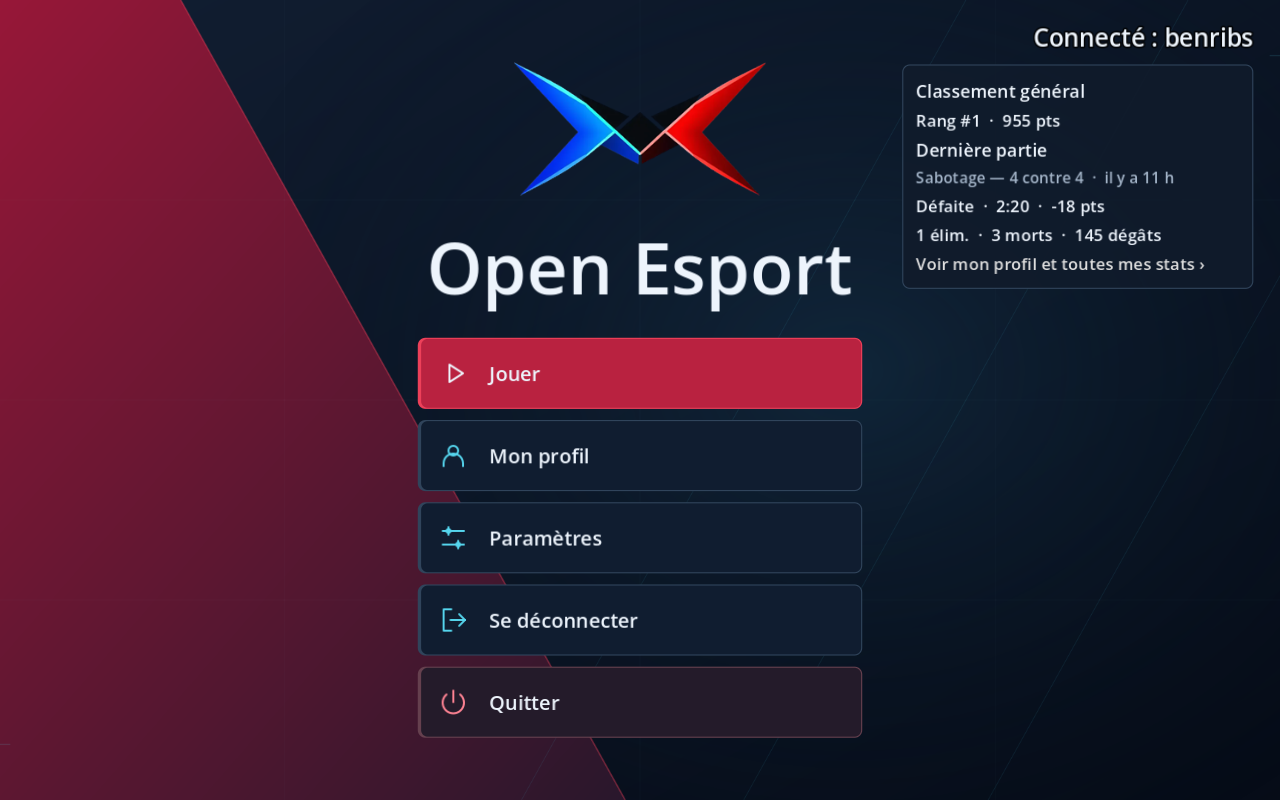 Connecté : benribs
Classement général
Rang #1 · 955 pts
Dernière partie
Sabotage — 4 contre 4 · il y a 11 h
Défaite · 2:20 · -18 pts
1 élim. · 3 morts · 145 dégâts
Voir mon profil et toutes mes stats ›
Open Esport
Jouer
Mon profil
Paramètres
Se déconnecter
Quitter